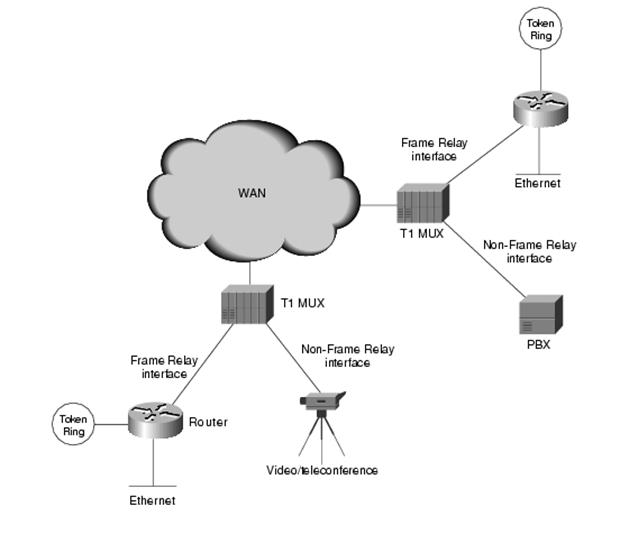 Token
Ring
Frame Relay
interface
Ethernet
WAN
T1 MUX
Non-Frame Relay
interface
T1 MUX
PBX
Frame Relay
interface
Non-Frame Relay
interface
Token
Ring
Router
Video/teleconference
Ethernet